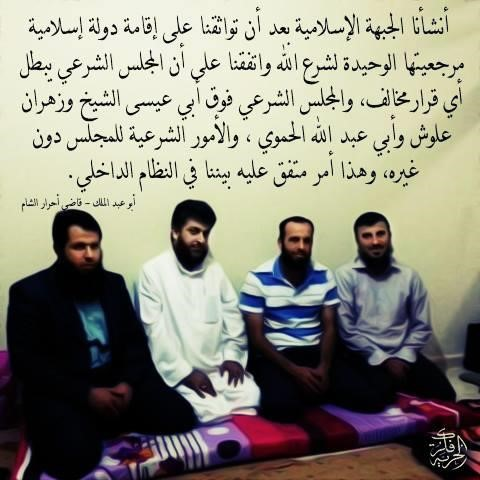 أنشأنا الجبهة الإسلامية بعد أن تواثقنا على إقامة دولة إسلامية
مرجعيتها الوحيدة لشرع الله واتفقنا على أن المجلس الشرعي يبطل
أي قرار مخالف، والمجلس الشرعي فوق أبي عيسى الشيخ وزهران
علوش وأبي عبد الله الحموي ، والأمور الشرعية للمجلس دون
غيره، وهذا أمر متفق عليه بيننا في النظام الداخلي.
أبو عبد الملك - قاضي أحرار الشام